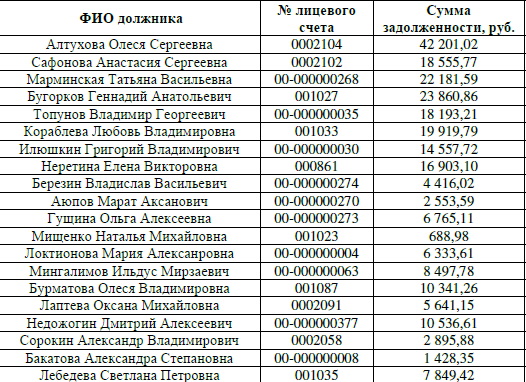 ФИО должника № лицевого счета Сумма задолженности, руб.
Алтухова Олеся Сергеевна 0002104 42 201,02
Сафонова Анастасия Сергеевна 0002102 18 555,77
Марминская Татьяна Васильевна 00-000000268 22 181,59
Бугорков Геннадий Анатольевич 001027 23 860,86
Топунов Владимир Георгиевич 00-000000035 18 193,21
Кораблева Любовь Владимировна 001033 19 919,79
Илюшкин Григорий Владимирович 00-000000030 14 557,72
Неретина Елена Викторовна 000861 16 903,10
Березин Владислав Васильевич 00-000000274 4 416,02
Аюпов Марат Аксанович 00-000000270 2 553,59
Гущина Ольга Алексеевна 00-000000273 6 765,11
Мищенко Наталья Михайловна 001023 688,98
Локтионова Мария Алексанровна 00-000000004 6 333,61
Мингалимов Ильдус Мирзаевич 00-000000063 8 497,78
Бурматова Олеся Владимировна 001087 10 341,26
Лаптева Оксана Михайловна 0002091 5 641,15
Недожогин Дмитрий Алексеевич 00-000000377 10 536,61
Сорокин Александр Владимирович 0002058 2 895,88
Бакатова Александра Степановна 00-000000008 1 428,35
Лебедева Светлана Петровна 001035 7 849,42